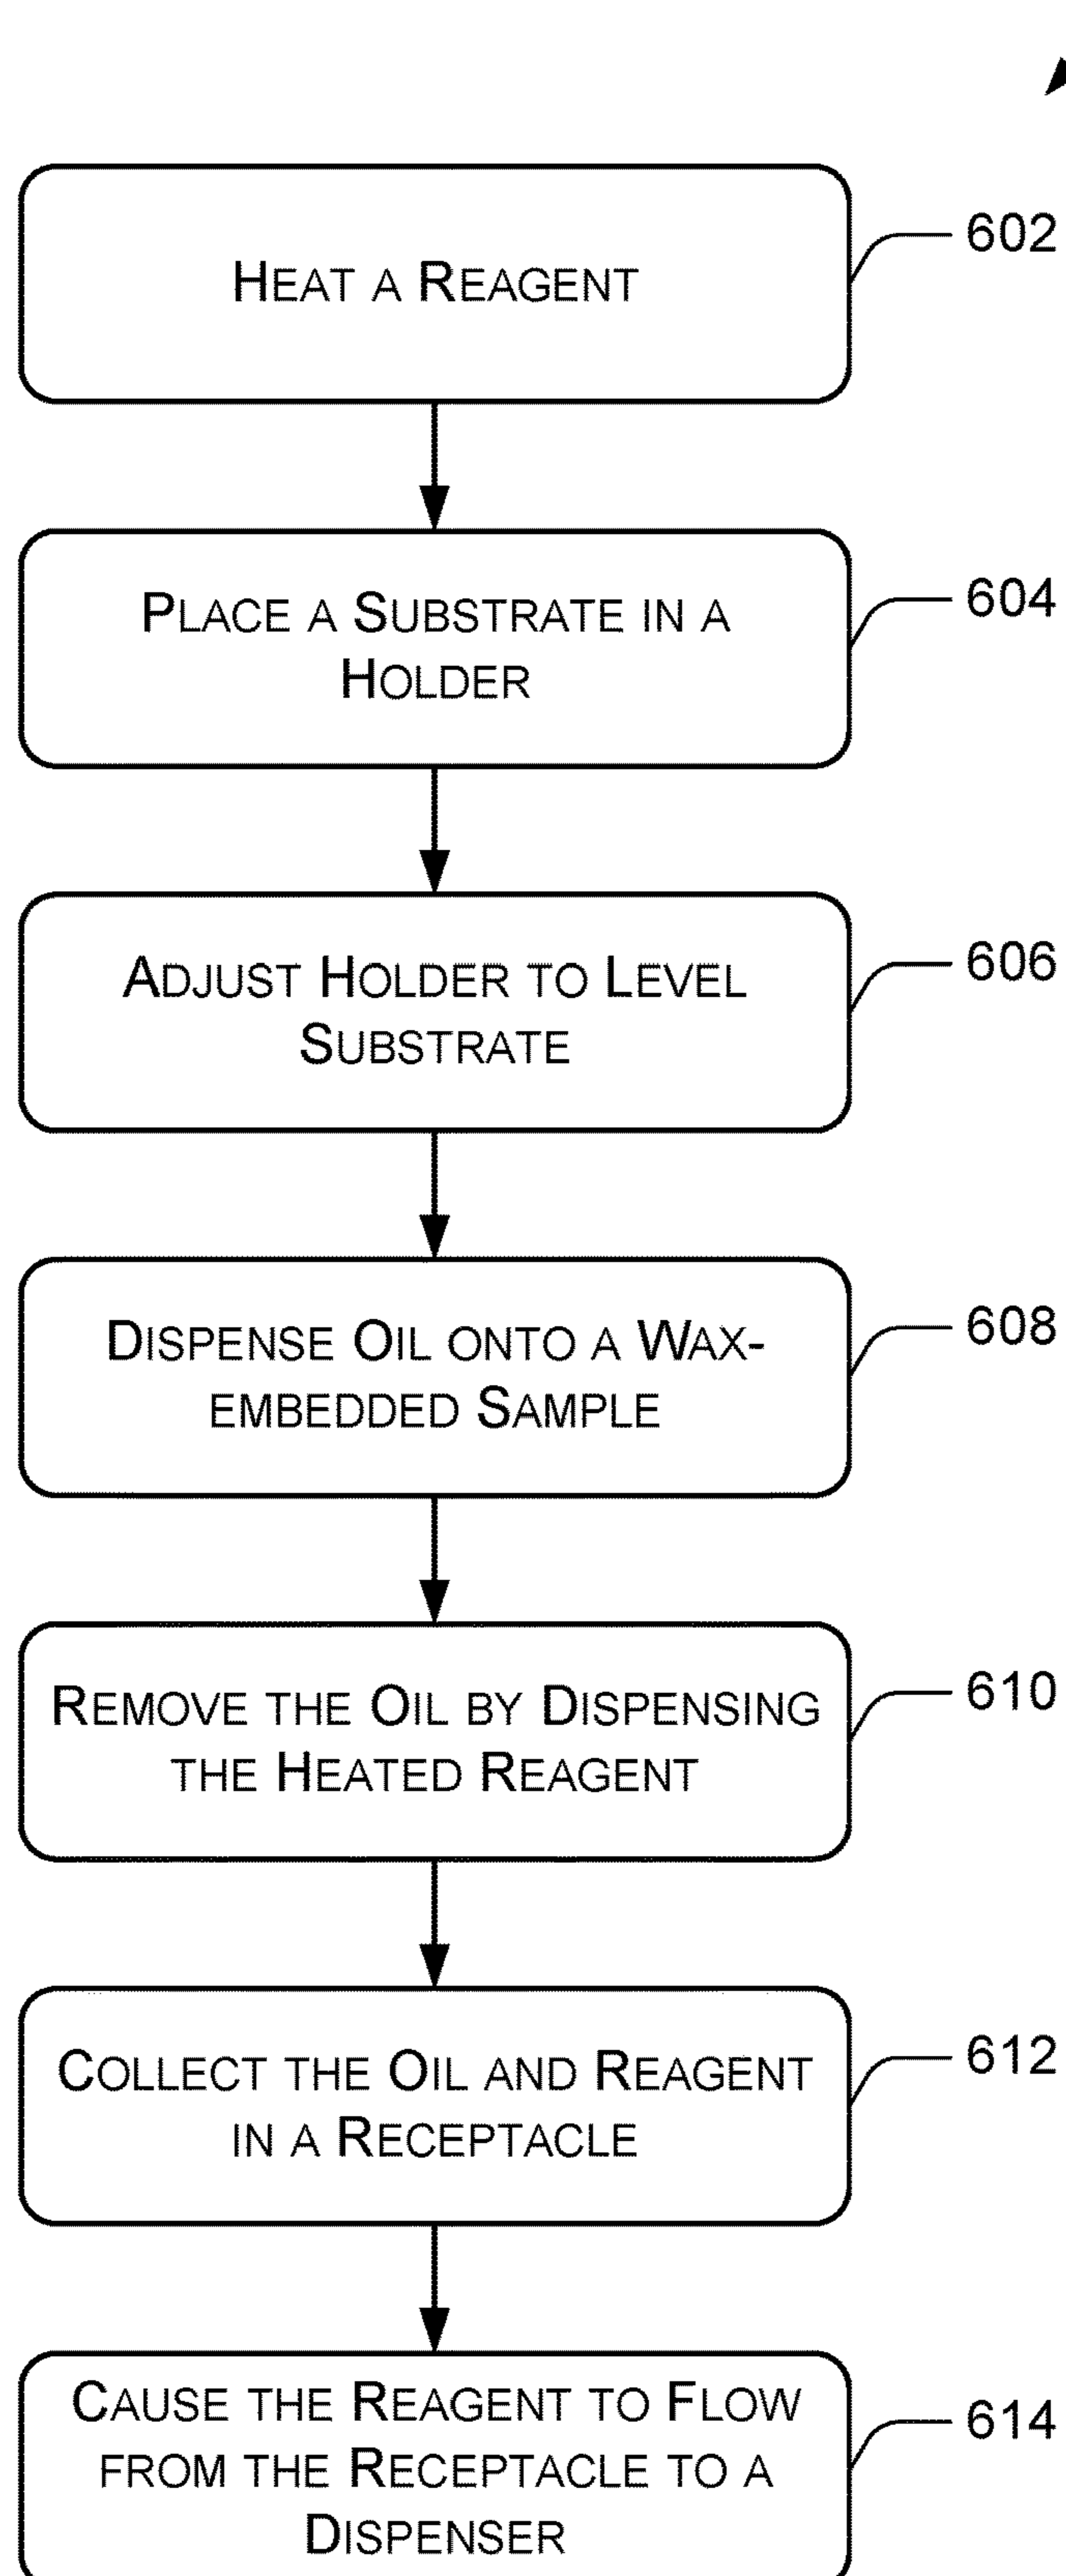 HEAT A REAGENT
602
PLACE A SUBSTRATE IN A
HOLDER
604
ADJUST HOLDER TO LEVEL
SUBSTRATE
606
DISPENSE OIL ONTO A WAX-
EMBEDDED SAMPLE
608
REMOVE THE OIL BY DISPENSING
THE HEATED REAGENT
610
COLLECT THE OIL AND REAGENT
IN A RECEPTACLE
612
CAUSE THE REAGENT TO FLOW
FROM THE RECEPTACLE TO A
DISPENSER
614